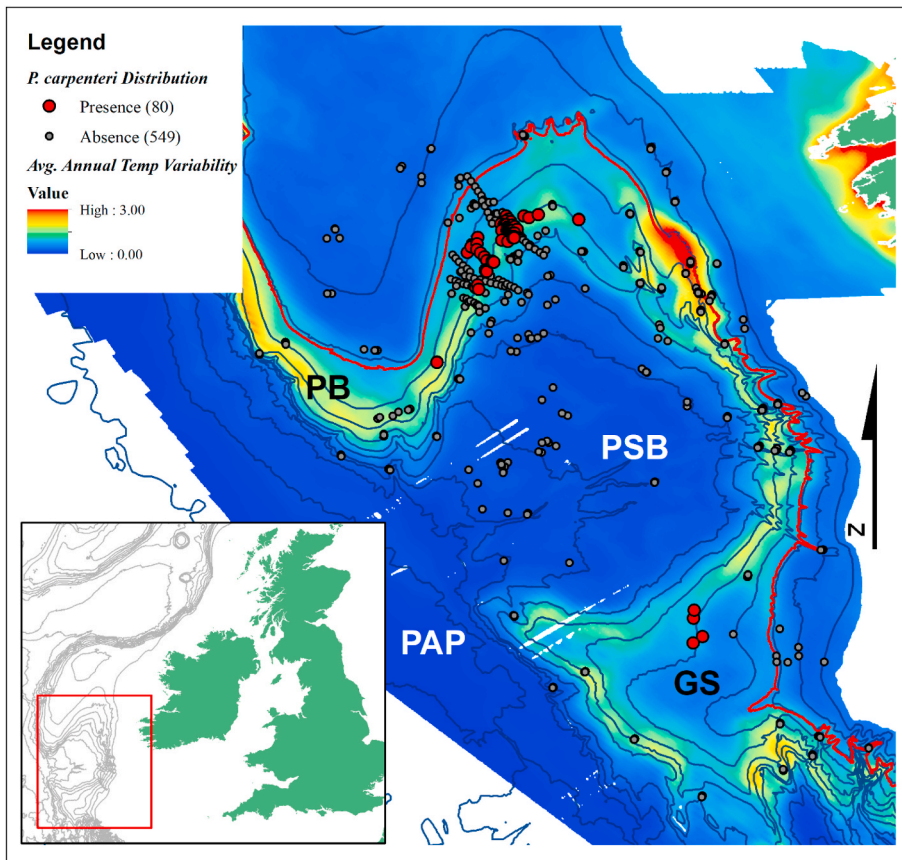 Legend
P. carpenteri Distribution
Presence (80)
Absence (549)
Avg. Annual Temp Variability
Value
High : 3.00
Low : 0.00
PB
PSB
Z
PAP
GS